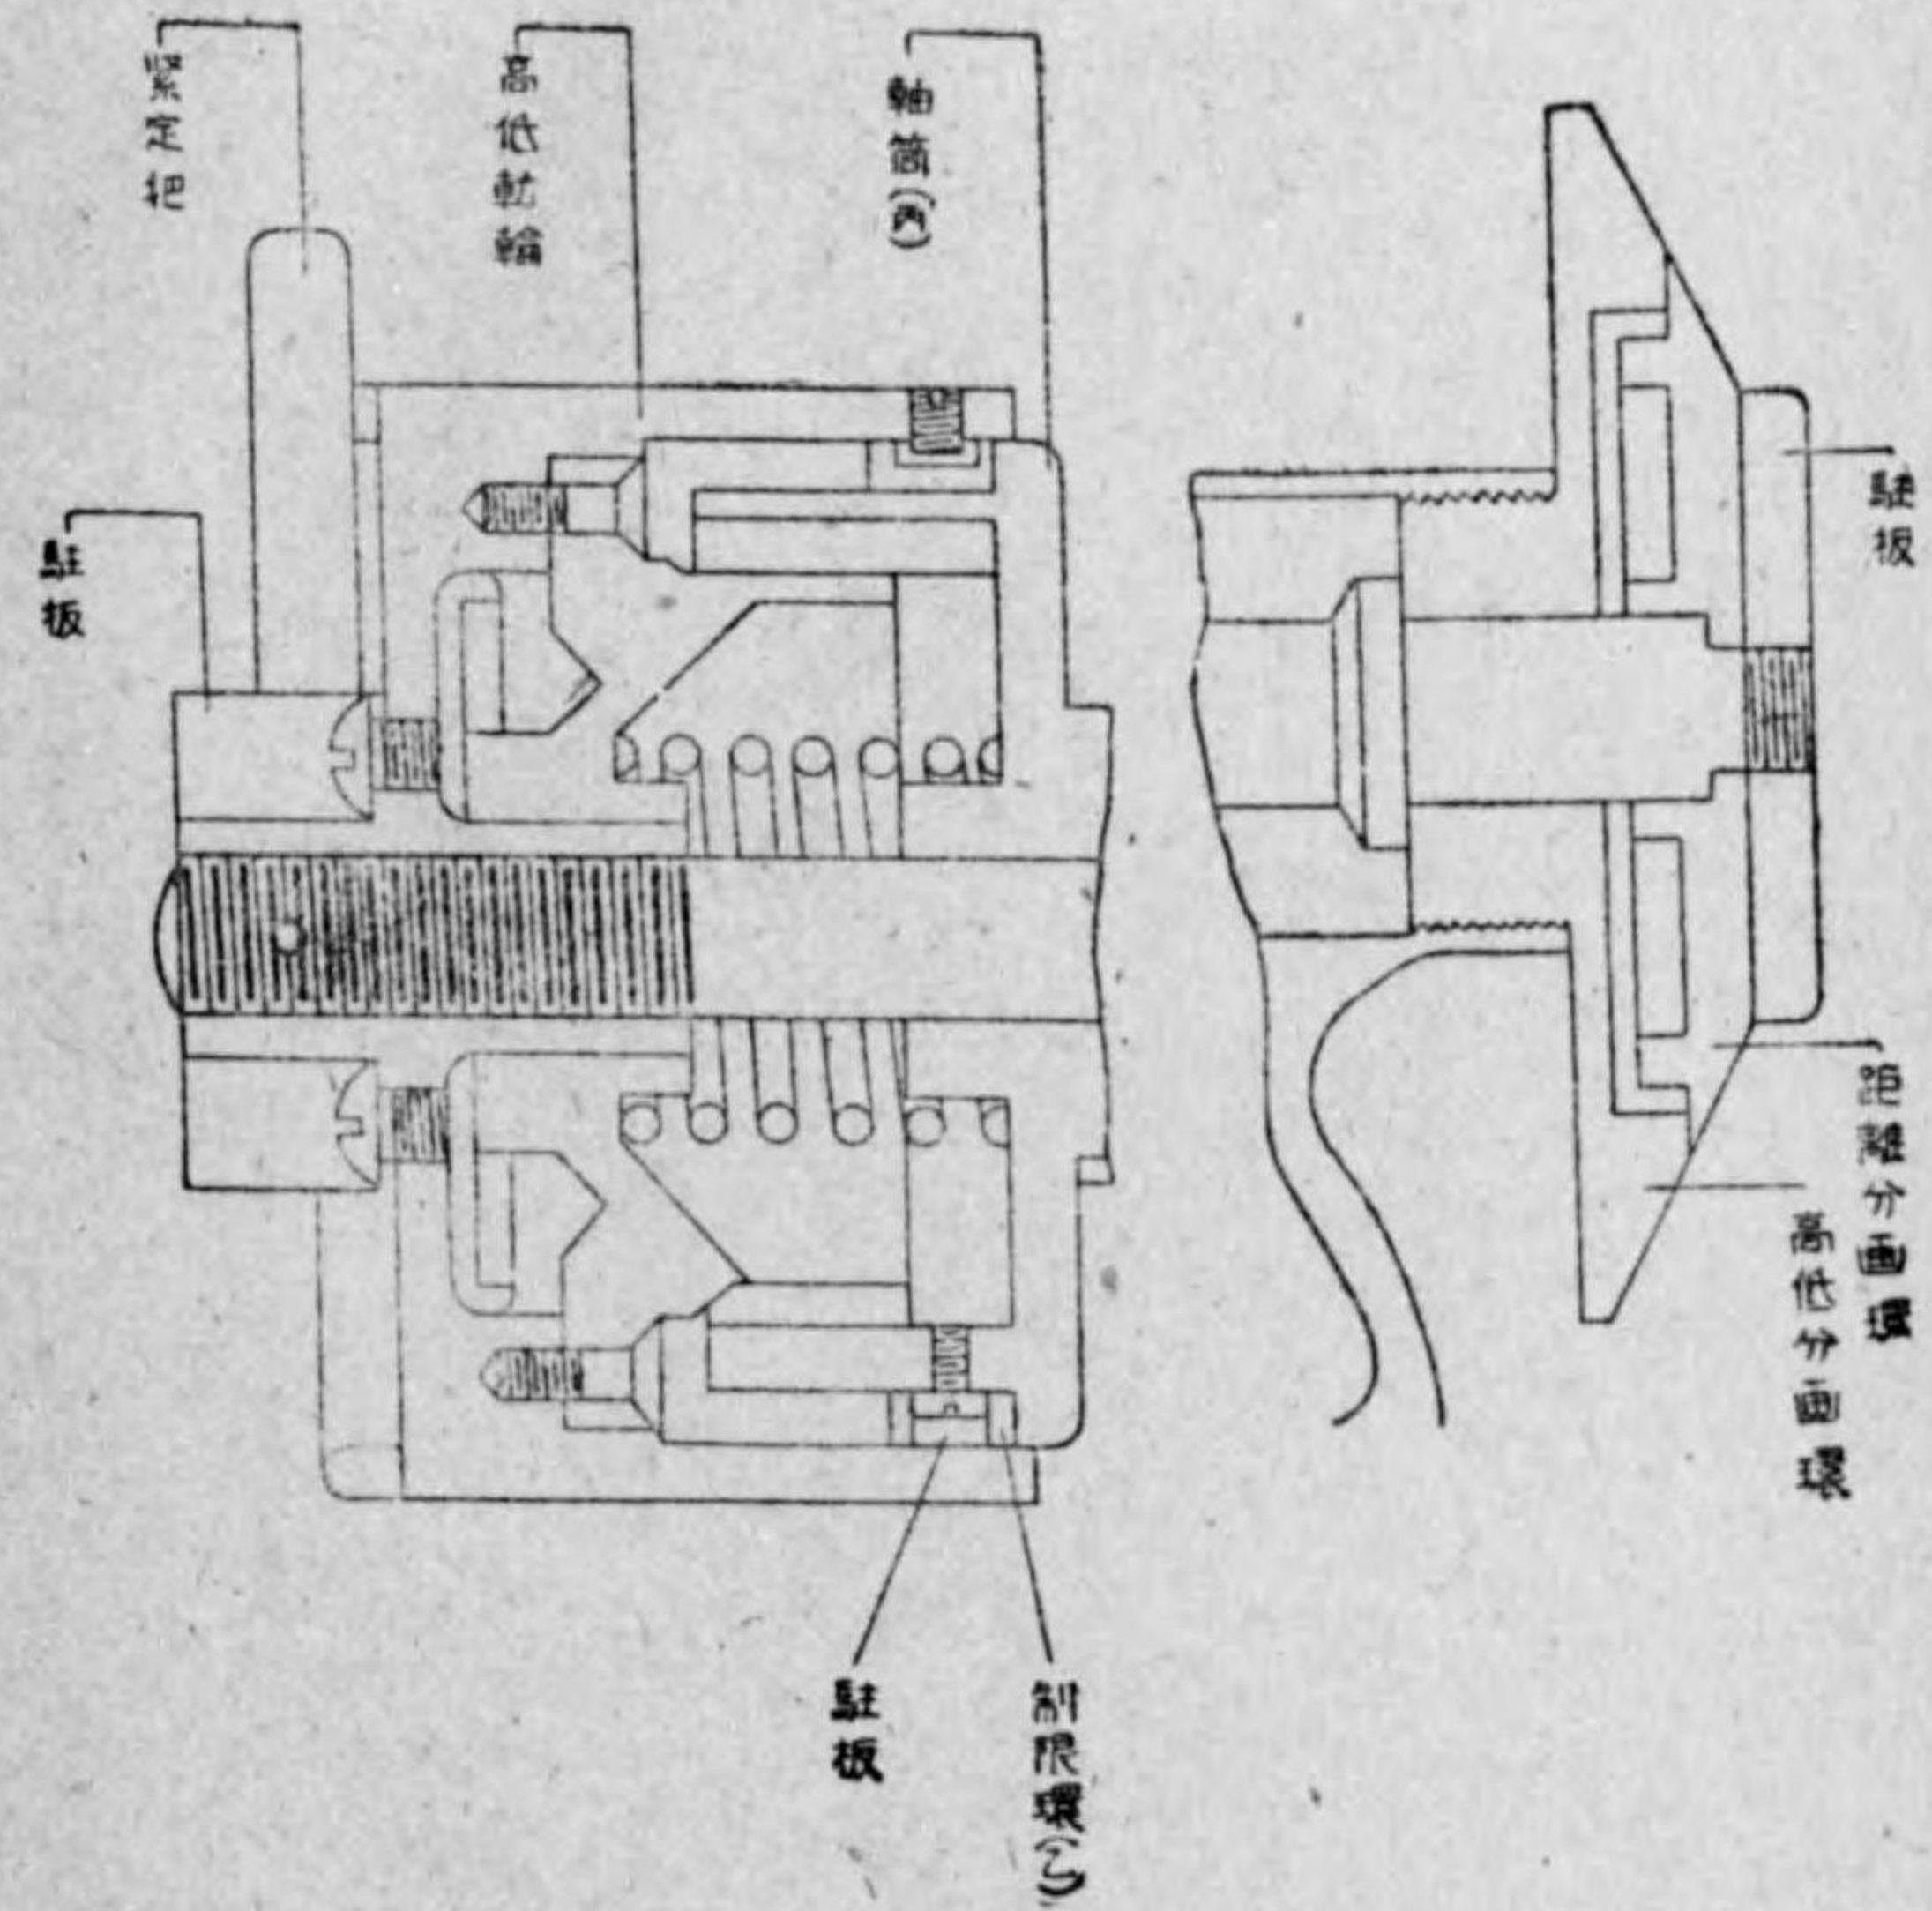 緊定把
高低転輪
軸筒(丙)
駐板
駐板
距離分画環
高低分画環
駐板
制限環(乙)